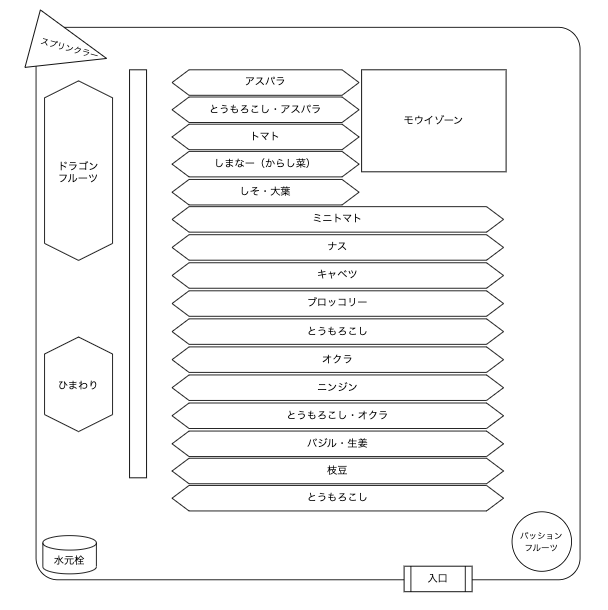 スプリンクラー
アスパラ
とうもろこし・アスパラ
トマト
しまなー（からし菜）
しそ・大葉
モウイゾーン
ドラゴン
フルーツ
ミニトマト
ナス
キャベツ
ブロッコリー
とうもろこし
オクラ
ニンジン
とうもろこし・オクラ
バジル・生姜
枝豆
とうもろこし
ひまわり
水元栓
パッション
フルーツ
入口